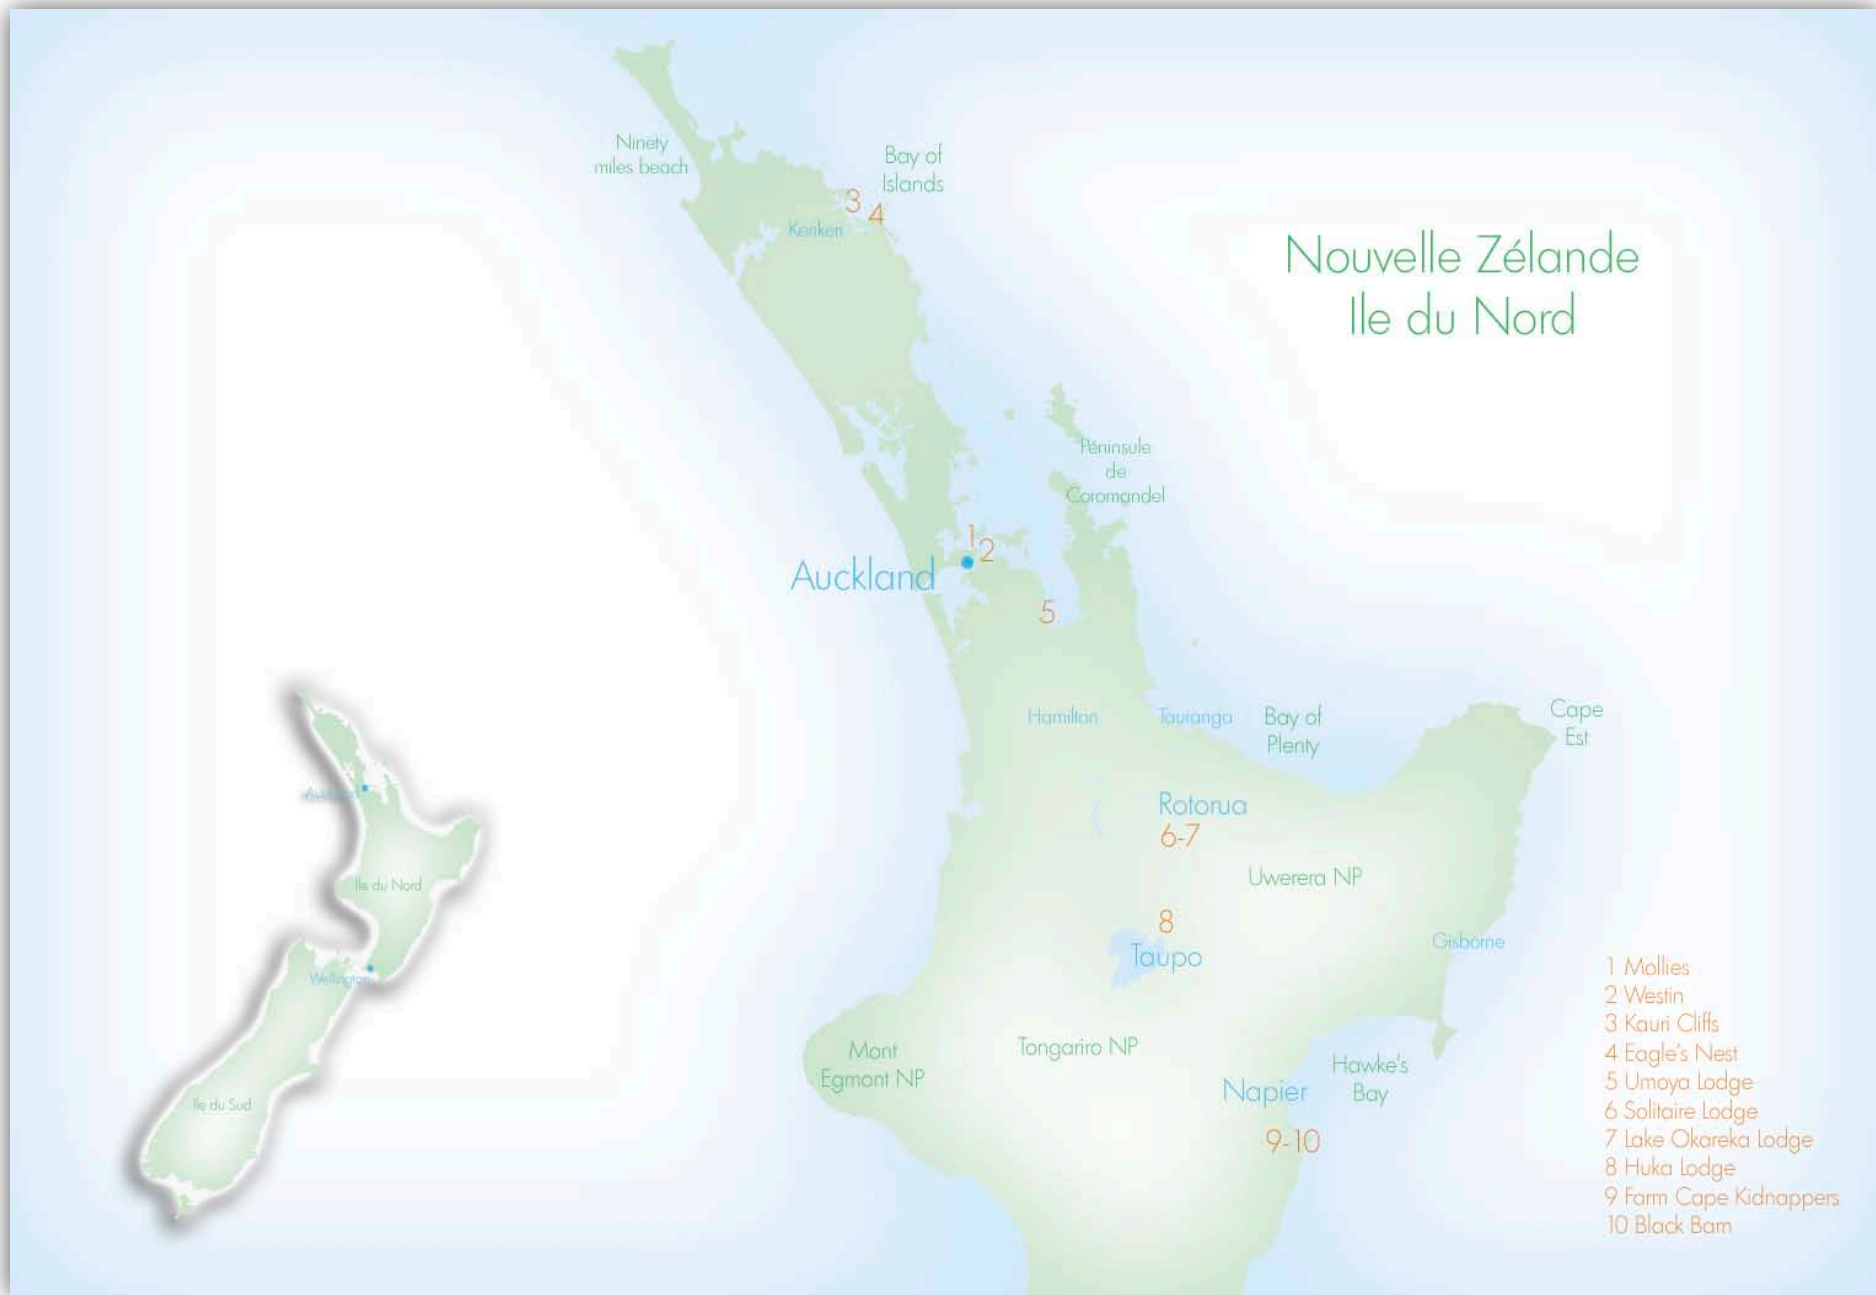 Ninety
miles beach
Bay of
Islands
3
4
Kerikeri
Nouvelle Zélande
Ile du Nord
Péninsule
de
Coromandel
1
2
Auckland
5
Hamilton
Tauranga
Bay of
Plenty
Cape
Est
Auckland
Rotorua
6-7
Ile du Nord
Uwerera NP
8
Taupo
Gisborne
Wellington
Mont
Egmont NP
Tongariro NP
Napier
Hawke's
Bay
9-10
Ile du Sud
1 Mollies
2 Westin
3 Kauri Cliffs
4 Eagle's Nest
5 Umoya Lodge
6 Solitaire Lodge
7 Lake Okareka Lodge
8 Huka Lodge
9 Farm Cape Kidnappers
10 Black Barn